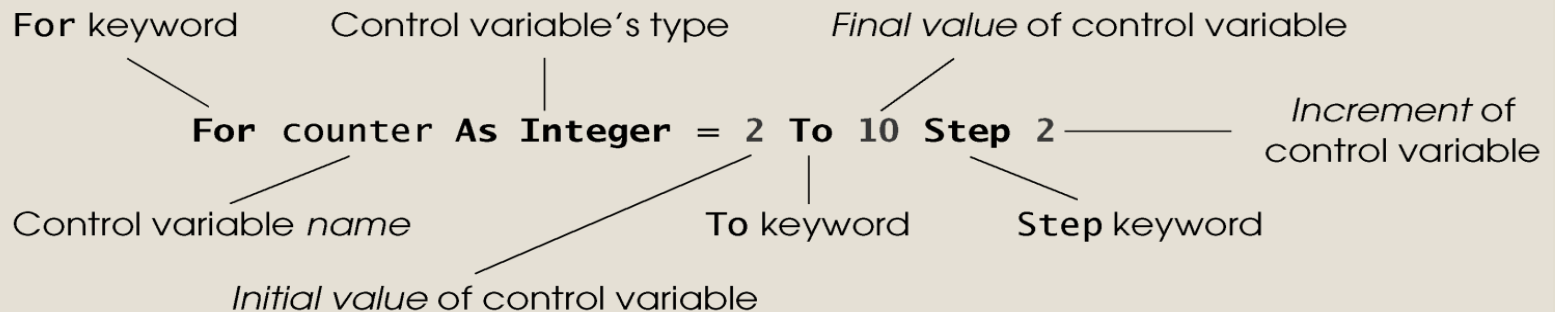 For keyword
Control variable's type
Final value of control variable
For counter As Integer = 2 To 10 Step 2
Increment of
control variable
Control variable name
To keyword
Step keyword
Initial value of control variable